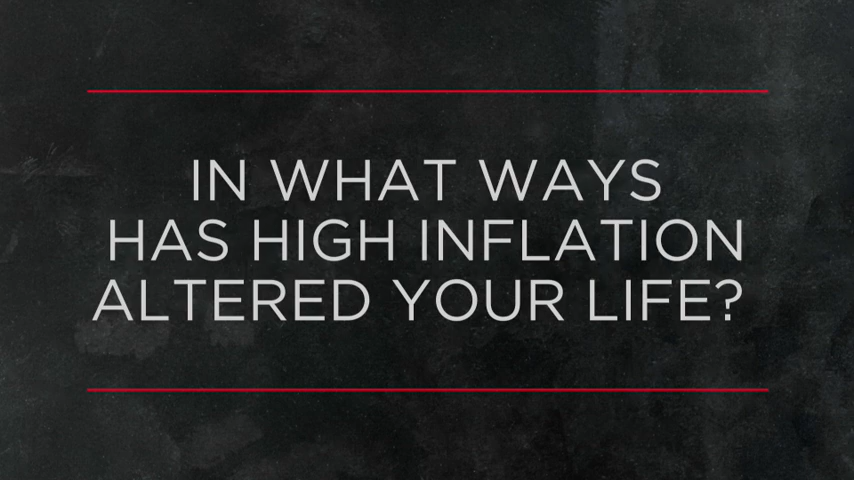 IN WHAT WAYS
HAS HIGH INFLATION
ALTERED YOUR LIFE?